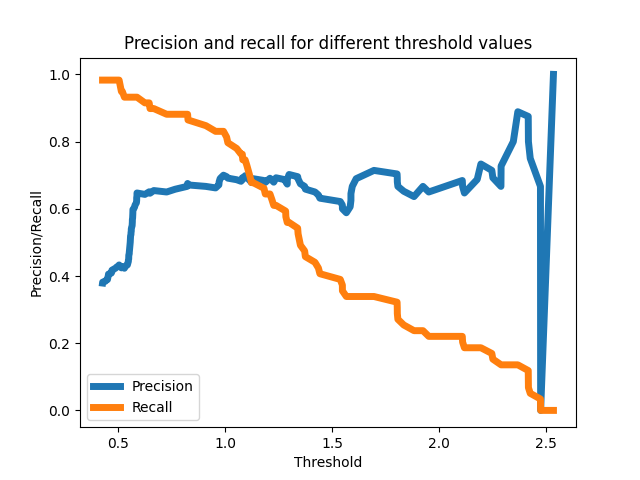 Precision and recall for different threshold values
Precision/Recall
1.0
0.8
0.6
0.4
0.2
0.0
Precision
Recall
0.5 1.0 1.5 2.0 2.5
Threshold